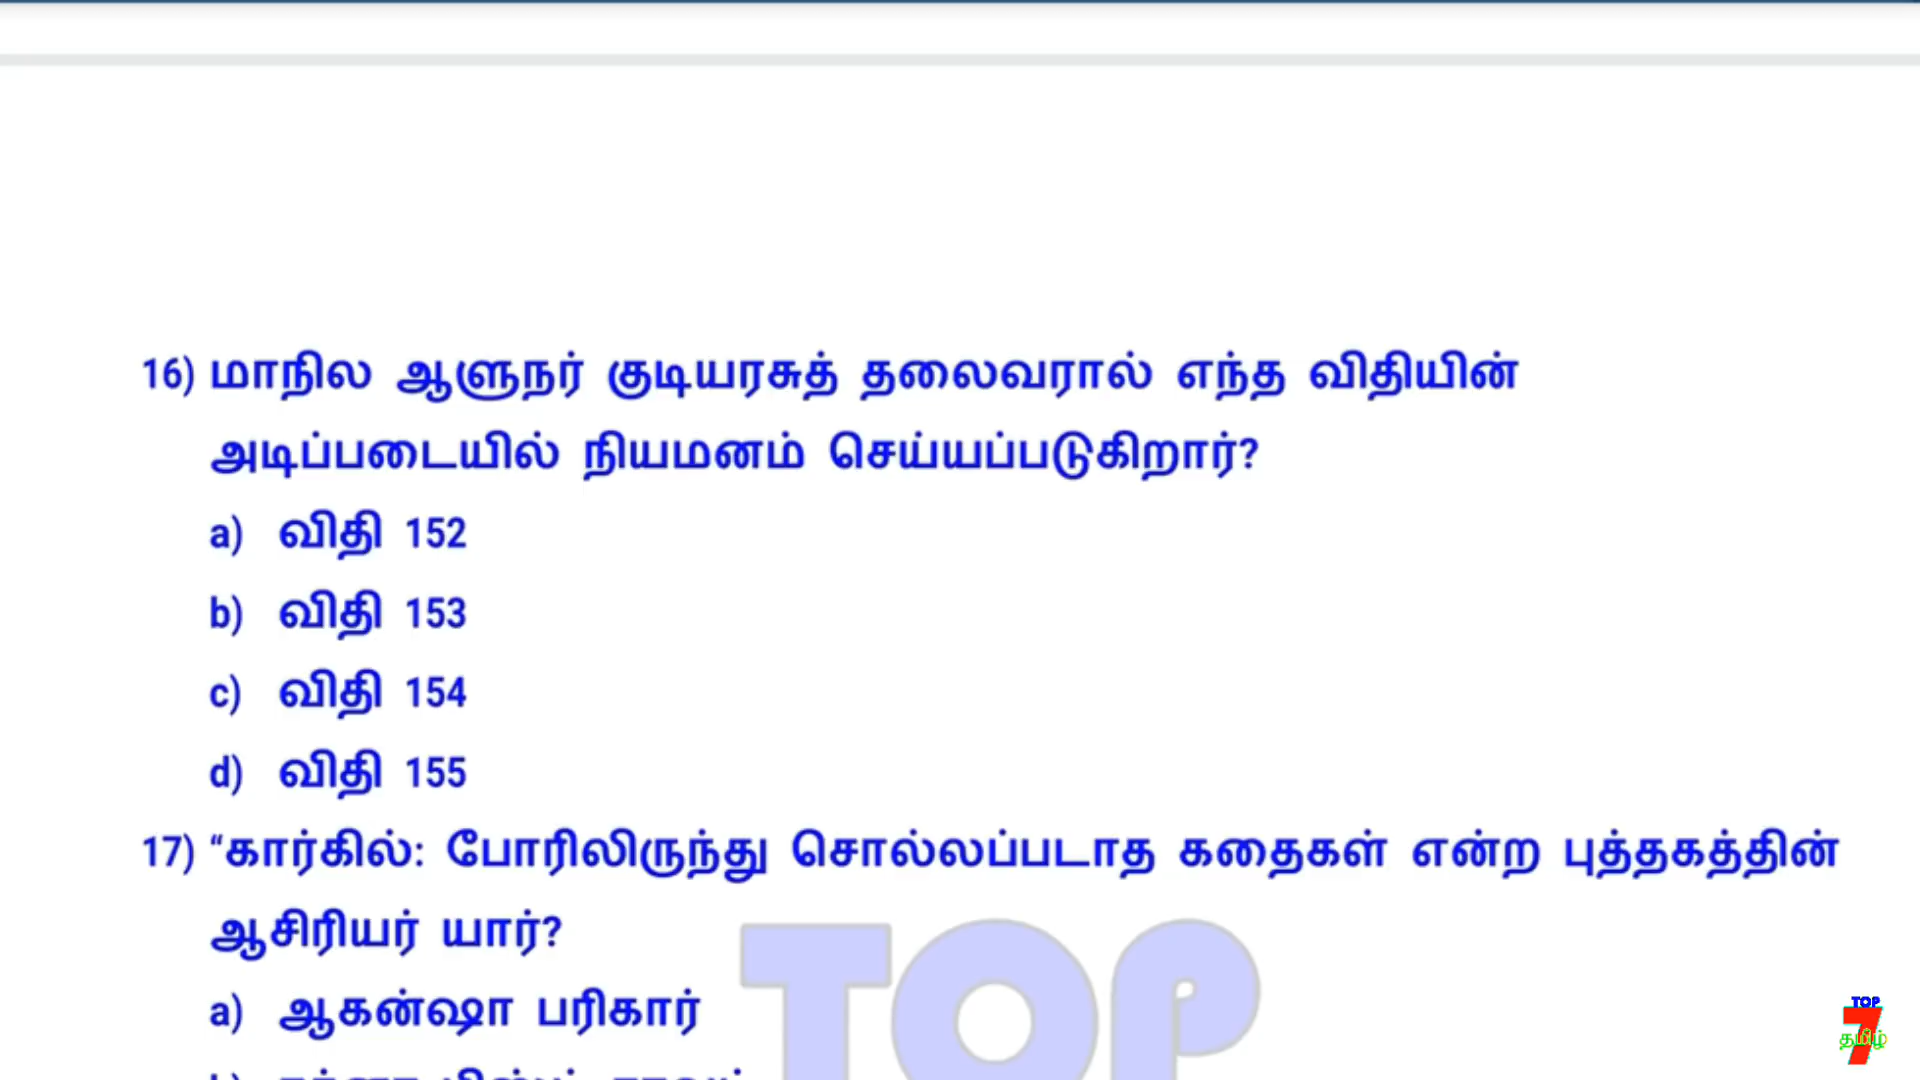 16) மாநில ஆளுநர் குடியரசுத் தலைவரால் எந்த விதியின்
அடிப்படையில் நியமனம் செய்யப்படுகிறார்?
a) விதி 152
b) விதி 153
c) விதி 154
d) விதி 155
17) “கார்கில்: போரிலிருந்து சொல்லப்படாத கதைகள் என்ற புத்தகத்தின்
ஆசிரியர் யார்?
a) ஆகன்ஷா பரிகார்
TOP
TOP
7
தமிழ்